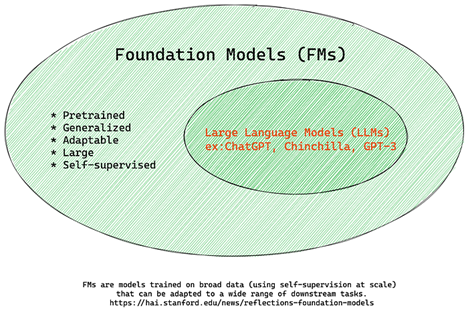 Foundation Models (FMs)
* Pretrained
* Generalized
* Adaptable
* Large
* Self-supervised
Large Language Models (LLMs)
ex:ChatGPT, Chinchilla, GPT-3
FMs are models trained on broad data (using self-supervision at scale)
that can be adapted to a wide range of downstream tasks.
https://hai.stanford.edu/news/reflections-foundation-models